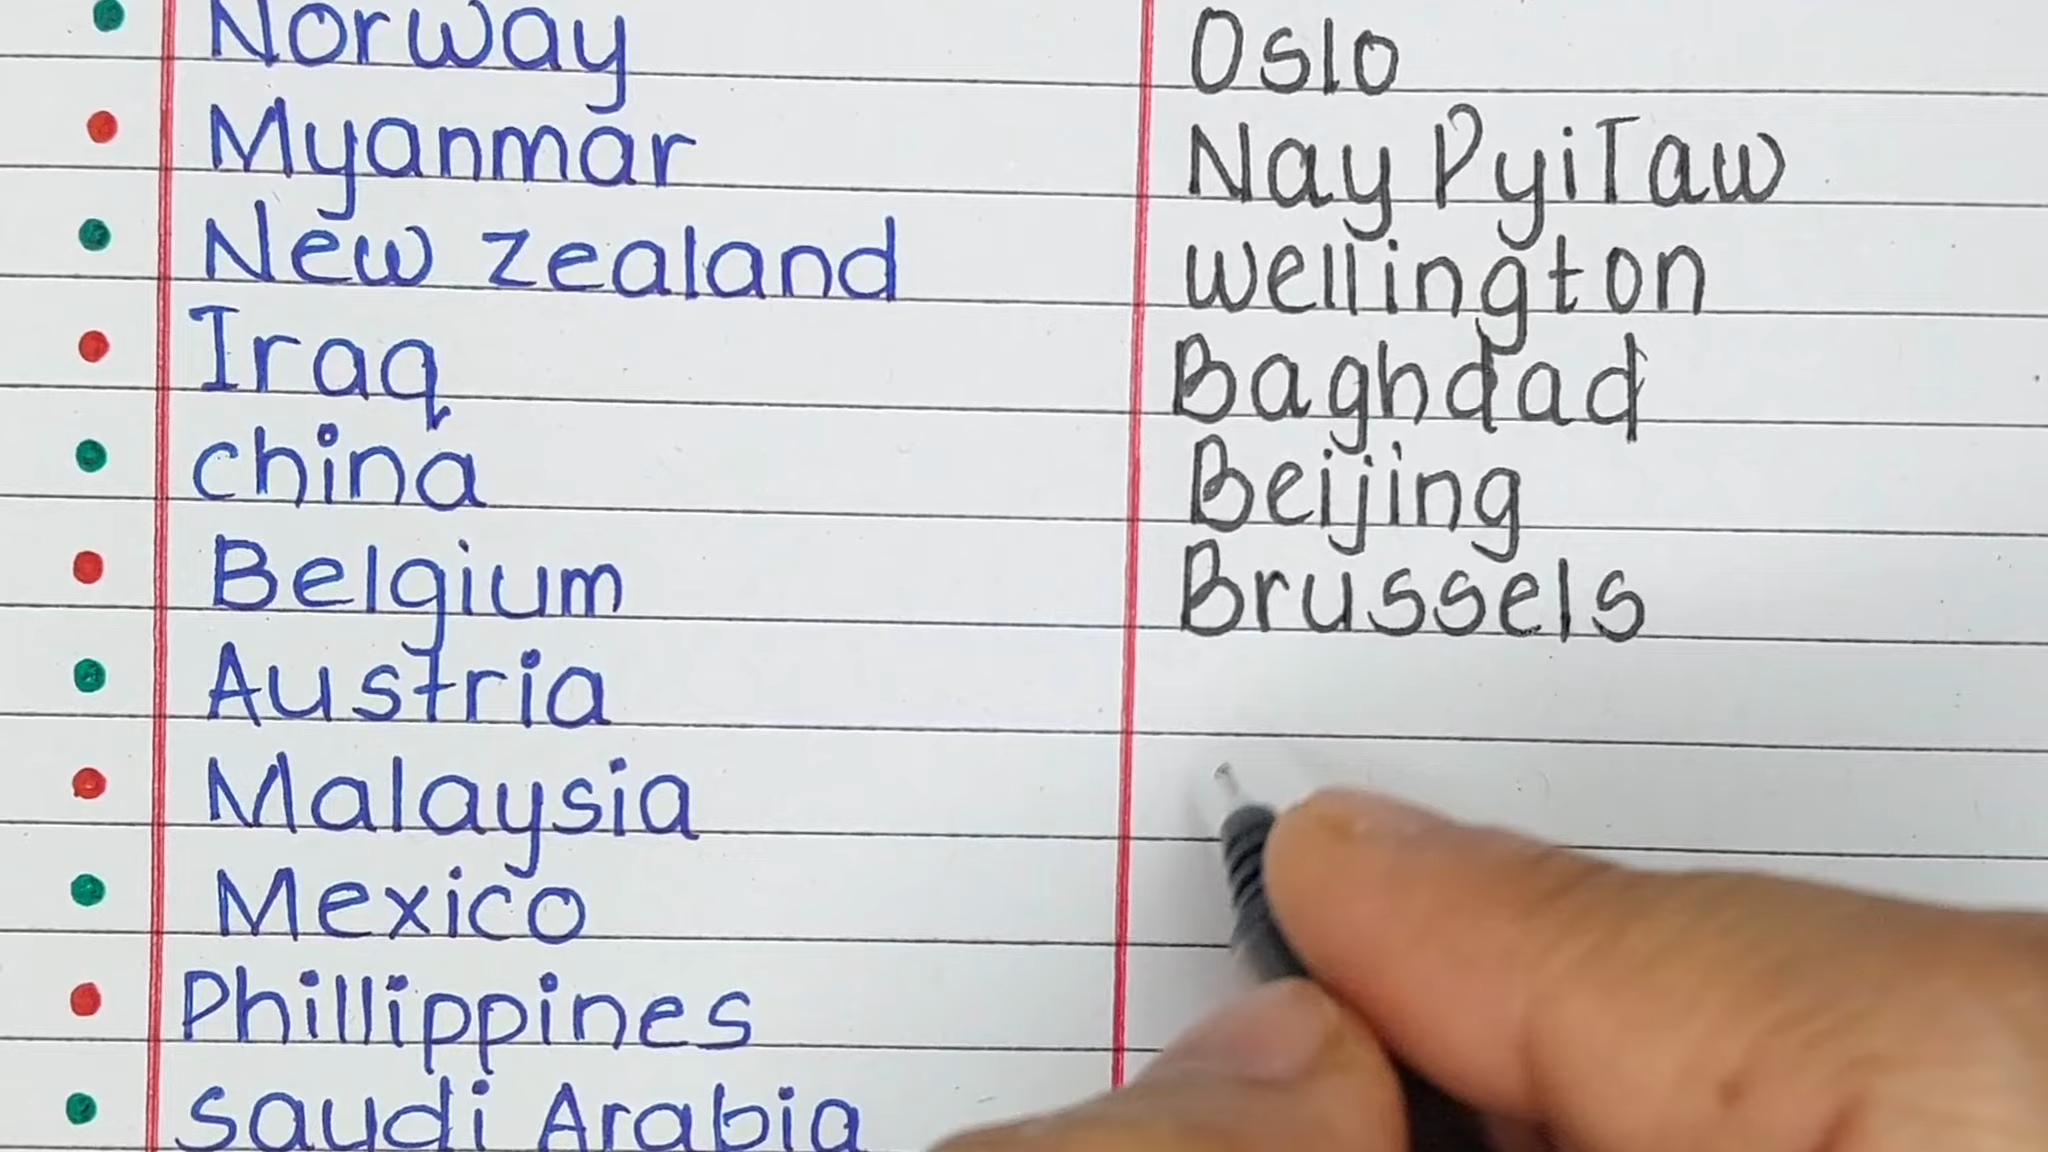 Norway Oslo
Myanmar Nay PyiTaw
New zealand wellington
Iraq Baghdad
china Beijing
Belgium Brussels
Austria
Malaysia
Mexico
Phillippines
saudi Arabia